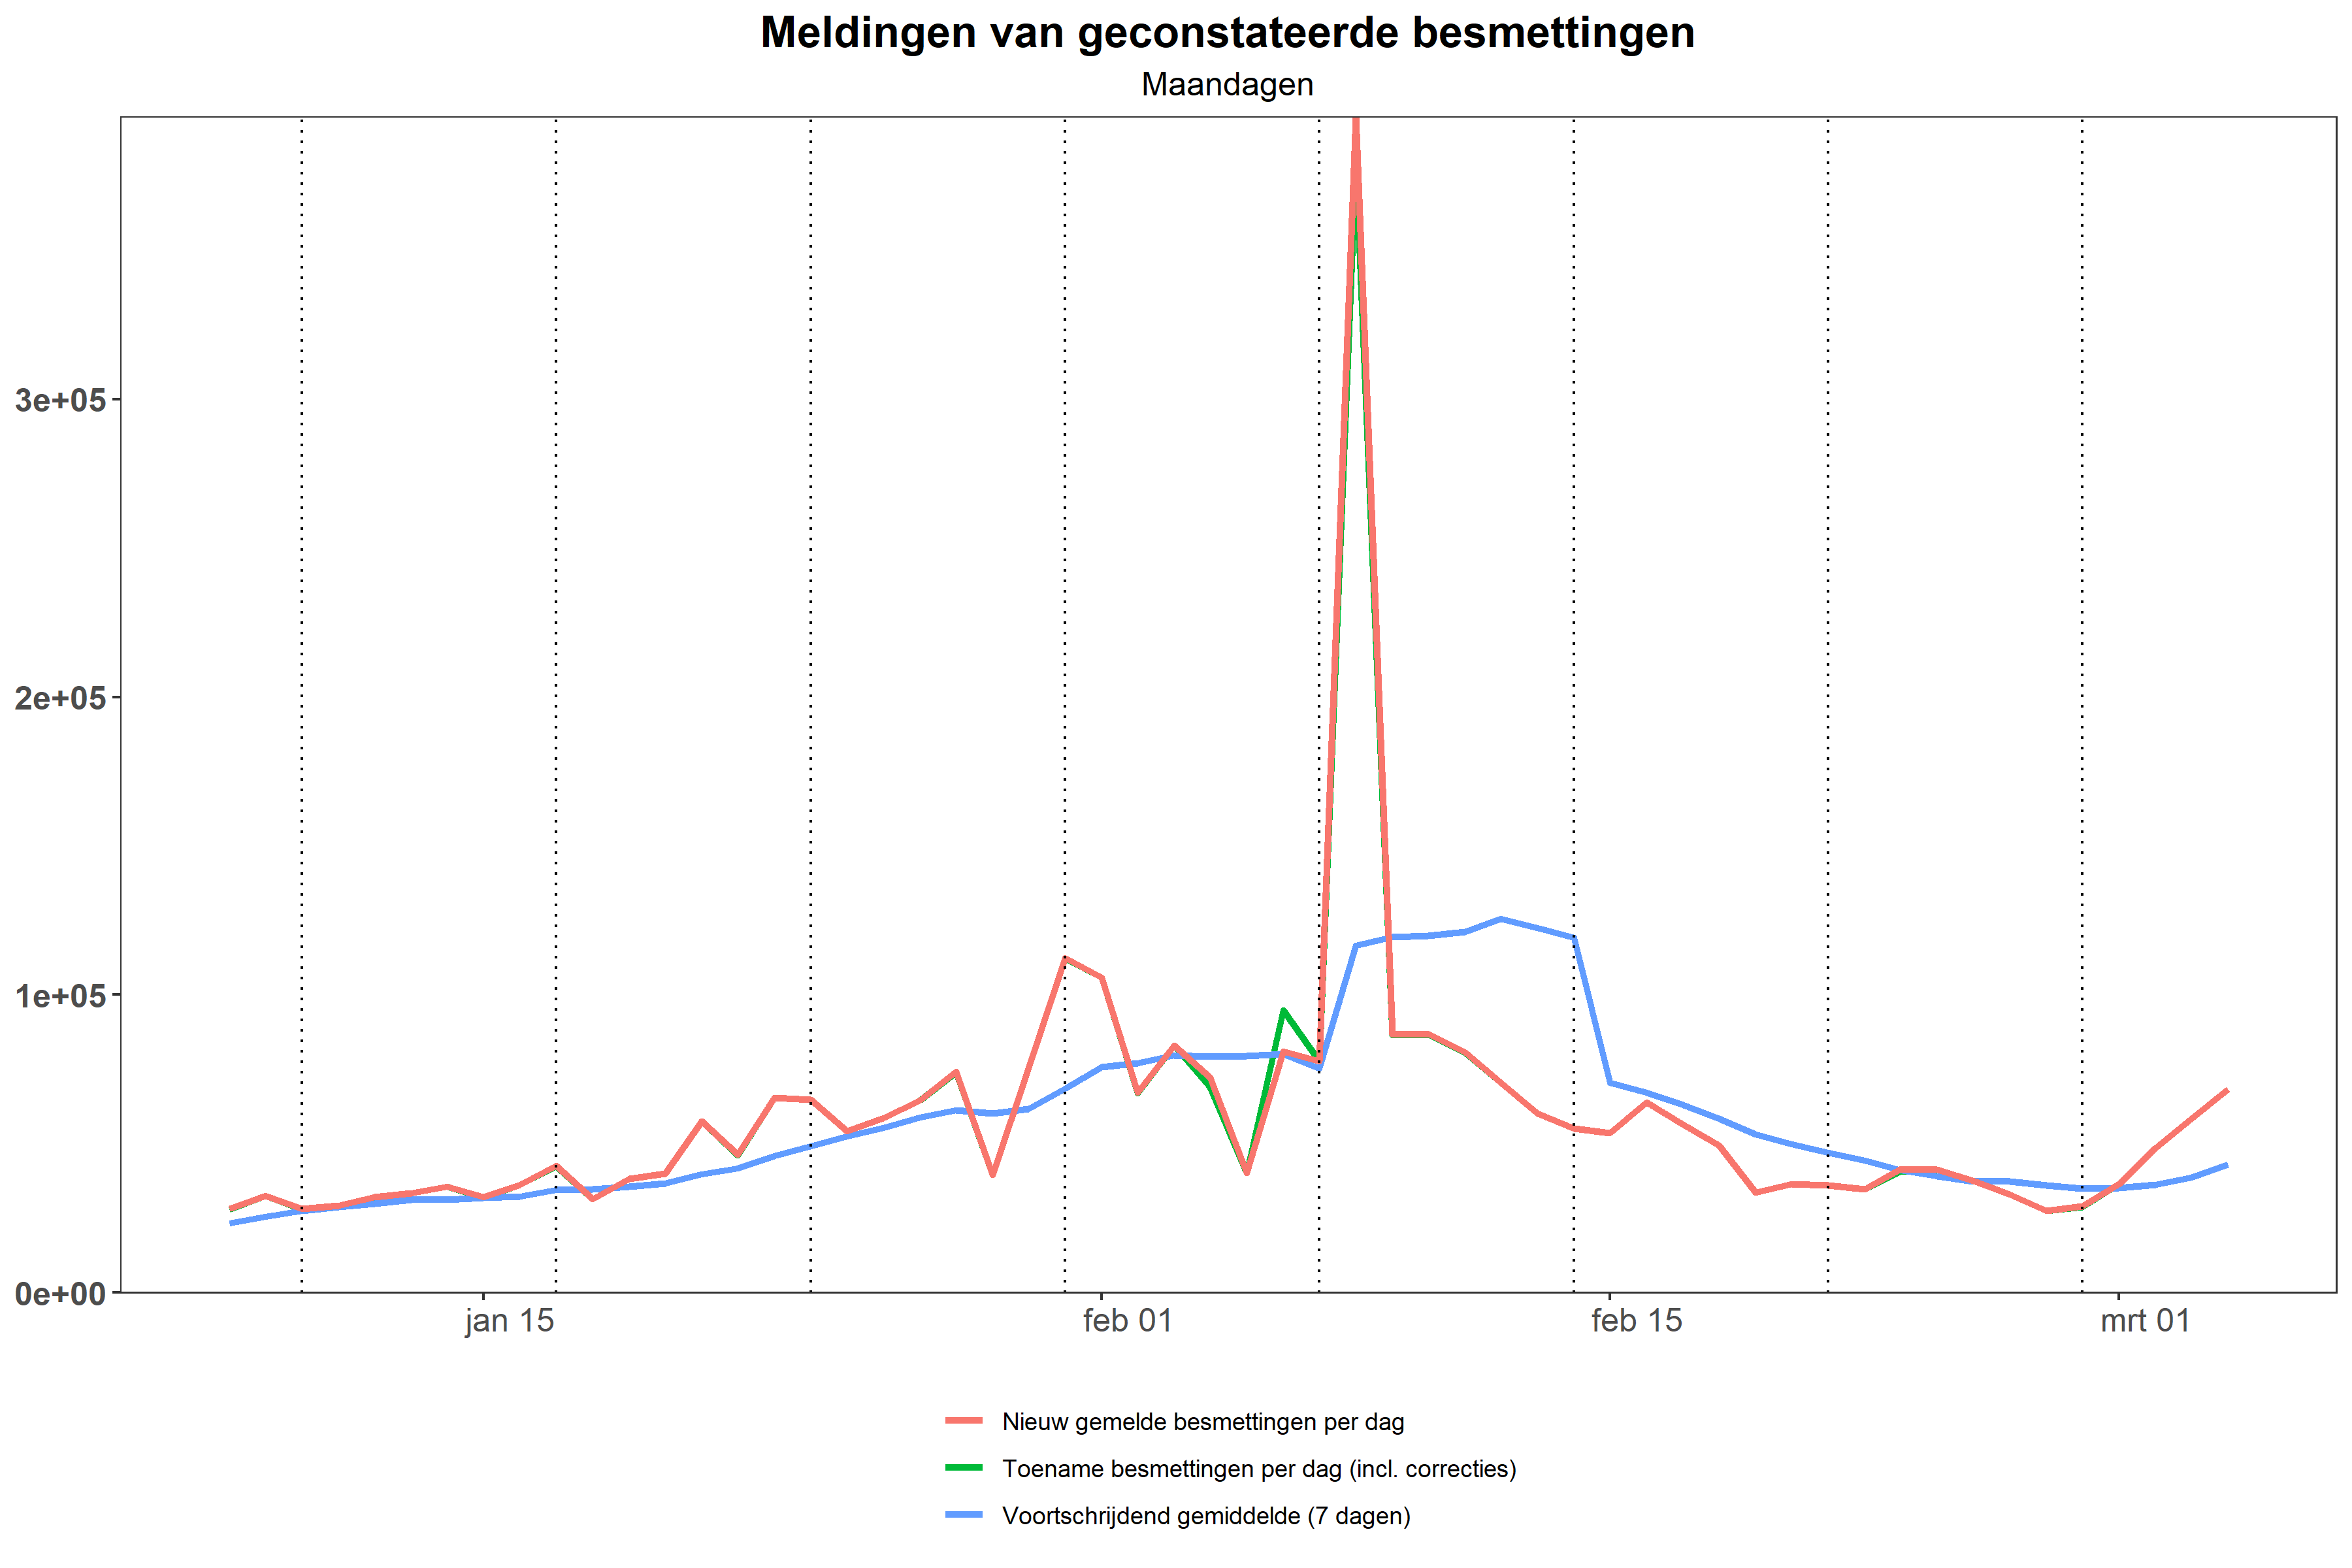 Meldingen van geconstateerde besmettingen
Maandagen
3e+05
2e+05
1e+05
0e+00
jan 15
feb 01
feb 15
mrt 01
Nieuw gemelde besmettingen per dag
Toename besmettingen per dag (incl. correcties)
Voortschrijdend gemiddelde (7 dagen)